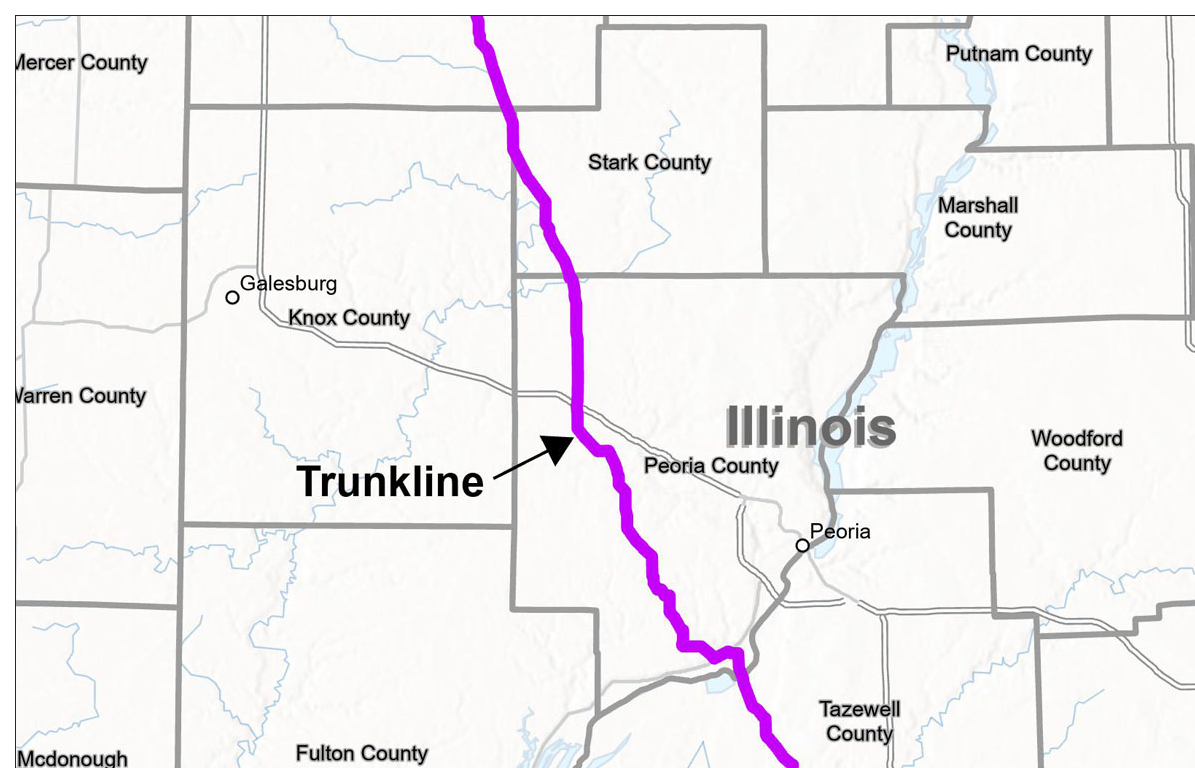 Mercer County
Putnam County
Stark County
Marshall
County
Galesburg
Knox County
Warren County
Illinois
Woodford
County
Peoria County
Trunkline
Peoria
Tazewell
County
Fulton County
Mcdonough